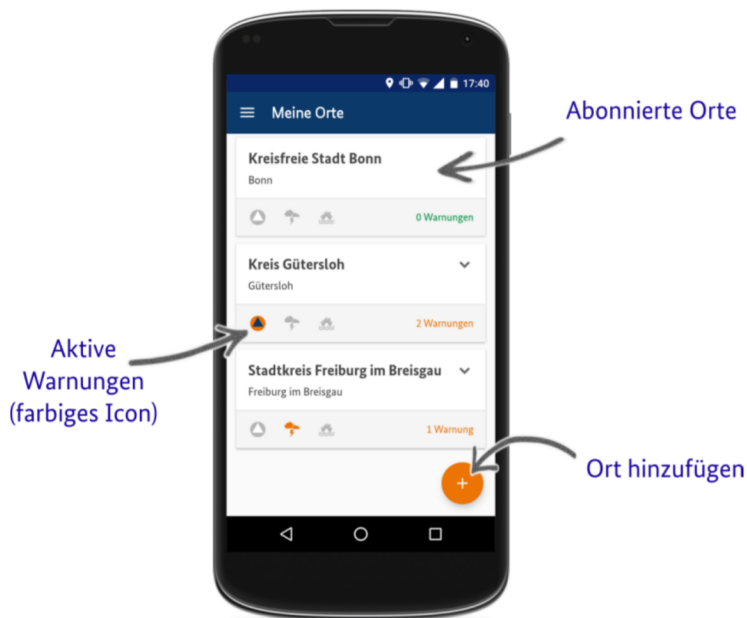 17:40
Meine Orte
Abonnierte Orte
Kreisfreie Stadt Bonn
Bonn
0 Warnungen
Kreis Gütersloh
Gütersloh
2 Warnungen
Aktive
Warnungen
(farbiges Icon)
Stadtkreis Freiburg im Breisgau
Freiburg im Breisgau
1 Warnung
Ort hinzufügen